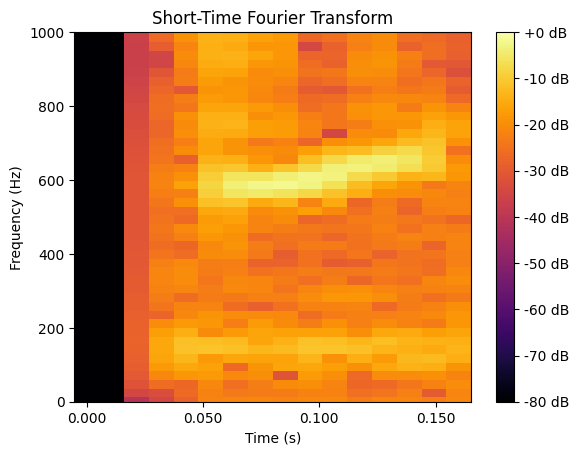 Short-Time Fourier Transform
1000
800
600
400
200
0
Frequency (Hz)
0.000
0.050
0.100
0.150
Time (s)
+0 dB
-10 dB
-20 dB
-30 dB
-40 dB
-50 dB
-60 dB
-70 dB
-80 dB